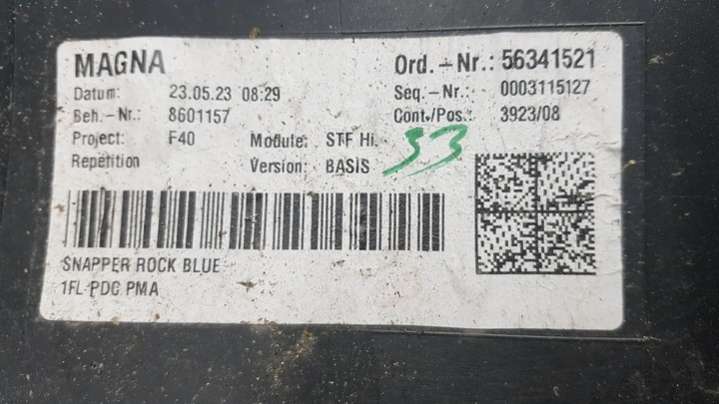 MAGNA Ord.-Nr.: 56341521
Datum: 23.05.23 08:29 Seq.-Nr.: 0003115127
Beh.-Nr.: 8601157 Cont./Pos.: 3923/08
Project: F40 Module: STF Hi. 33
Repetition Version: BASIS
SNAPPER ROCK BLUE
1FL PDC PMA